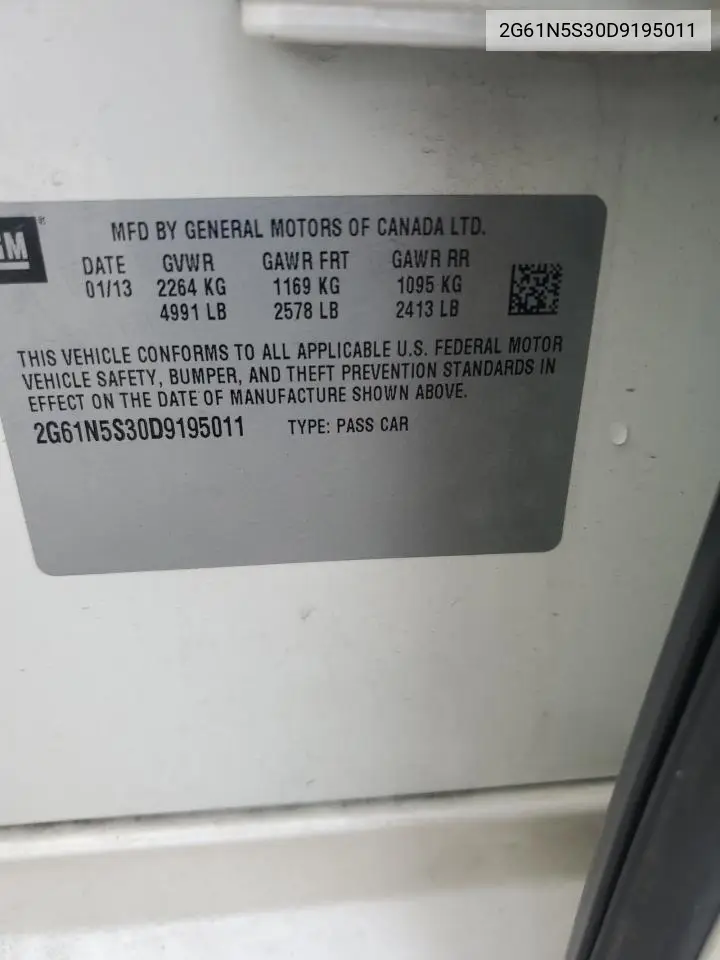 2G61N5S30D9195011
GM®
MFD BY GENERAL MOTORS OF CANADA LTD.
DATE GVWR GAWR FRT GAWR RR
01/13 2264 KG 1169 KG 1095 KG
4991 LB 2578 LB 2413 LB
THIS VEHICLE CONFORMS TO ALL APPLICABLE U.S. FEDERAL MOTOR
VEHICLE SAFETY, BUMPER, AND THEFT PREVENTION STANDARDS IN
EFFECT ON THE DATE OF MANUFACTURE SHOWN ABOVE.
2G61N5S30D9195011 TYPE: PASS CAR